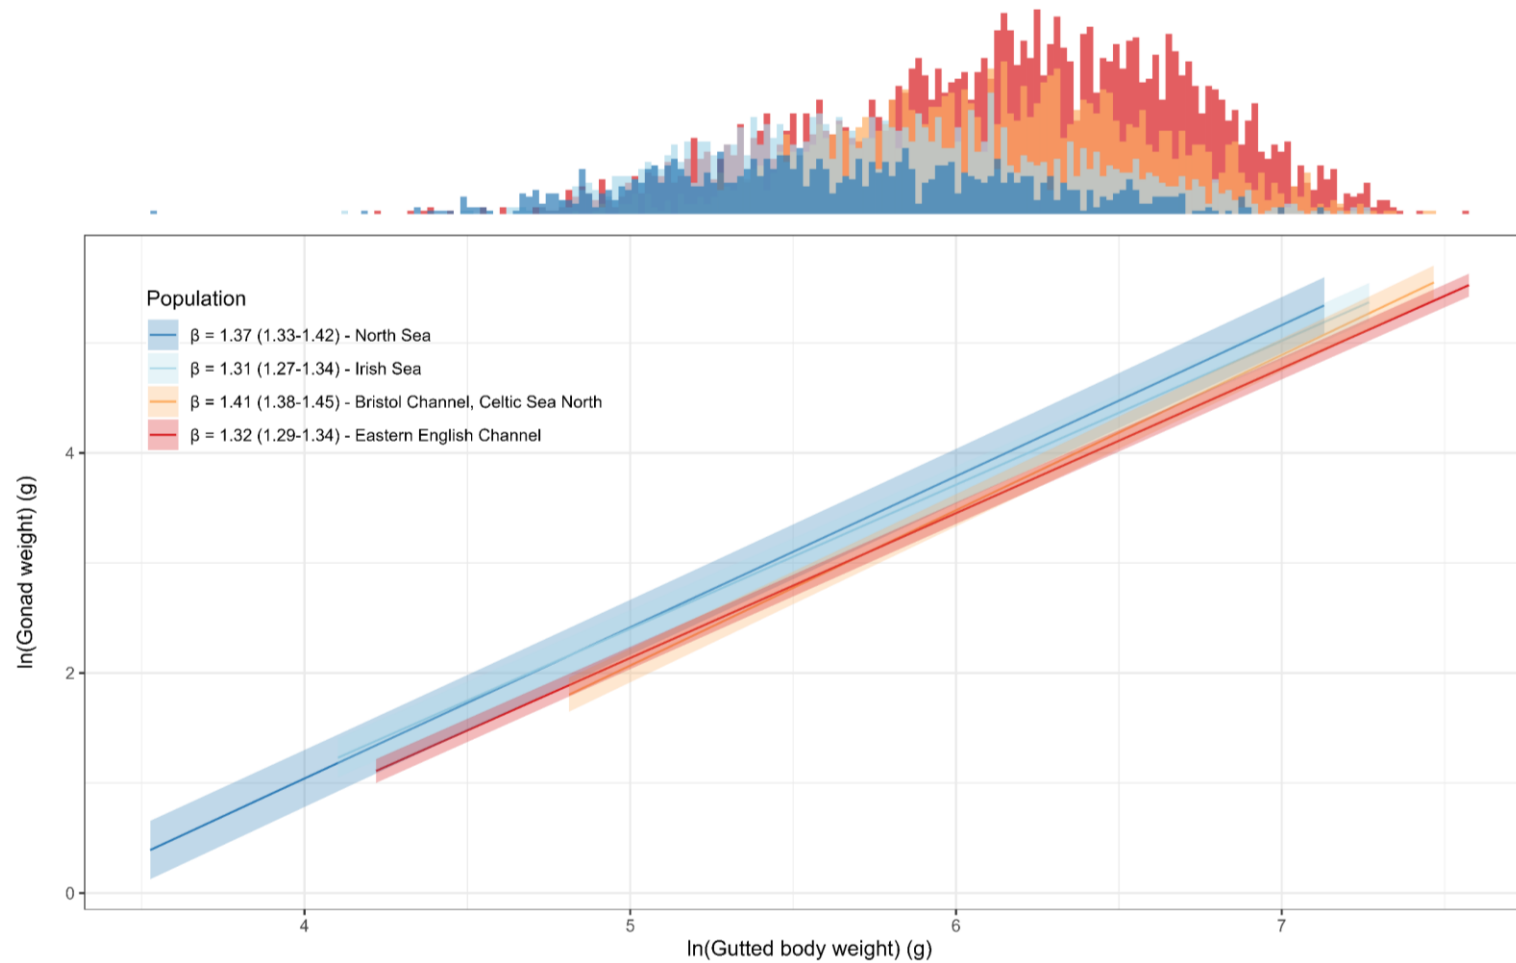 Population
β = 1.37 (1.33-1.42) - North Sea
β = 1.31 (1.27-1.34) - Irish Sea
β = 1.41 (1.38-1.45) - Bristol Channel, Celtic Sea North
β = 1.32 (1.29-1.34) - Eastern English Channel
4
2
0
ln(Gonad weight) (g)
4 5 6 7
ln(Gutted body weight) (g)